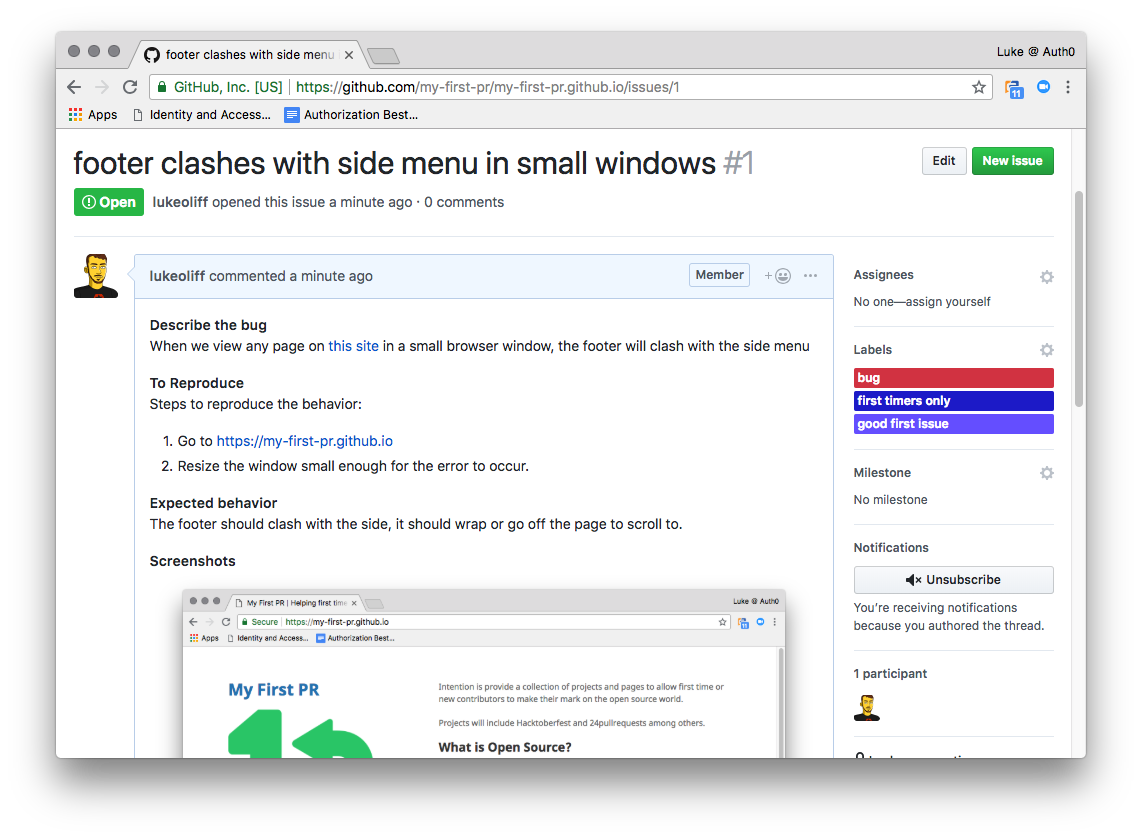 footer clashes with side menu
Luke @ Auth0
GitHub, Inc. [US] https://github.com/my-first-pr/my-first-pr.github.io/issues/1
11
Apps Identity and Access... Authorization Best...
footer clashes with side menu in small windows #1
Edit New issue
Open lukeoliff opened this issue a minute ago · 0 comments
lukeoliff commented a minute ago Member
Describe the bug
When we view any page on this site in a small browser window, the footer will clash with the side menu
To Reproduce
Steps to reproduce the behavior:
1. Go to https://my-first-pr.github.io
2. Resize the window small enough for the error to occur.
Expected behavior
The footer should clash with the side, it should wrap or go off the page to scroll to.
Screenshots
My First PR | Helping first time
Luke @ Auth0
Secure https://my-first-pr.github.io
11
Apps Identity and Access... Authorization Best...
My First PR
Intention is provide a collection of projects and pages to allow first time or
new contributors to make their mark on the open source world.
Projects will include Hacktoberfest and 24pullrequests among others.
What is Open Source?
Assignees
No one—assign yourself
Labels
bug
first timers only
good first issue
Milestone
No milestone
Notifications
Unsubscribe
You're receiving notifications
because you authored the thread.
1 participant